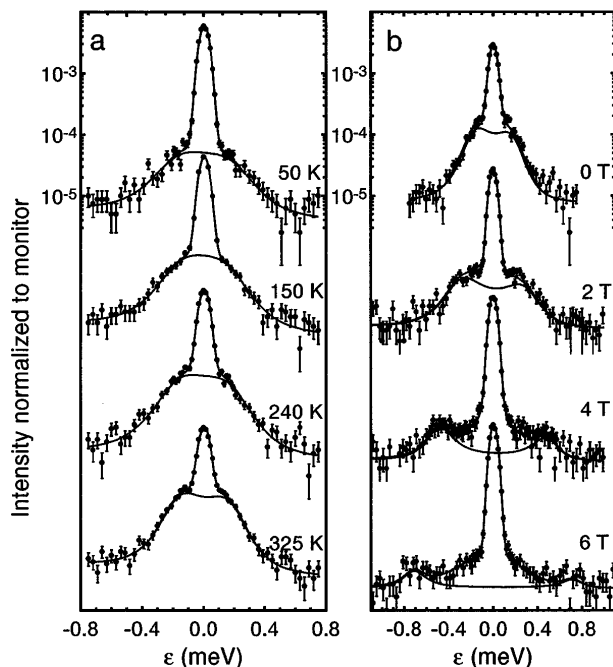 a
b
10⁻³
10⁻⁴
10⁻⁵
10⁻³
10⁻⁴
10⁻⁵
Intensity normalized to monitor
50 K
150 K
240 K
325 K
0 T
2 T
4 T
6 T
-0.8 -0.4 0.0 0.4 0.8
-0.8 -0.4 0.0 0.4 0.8
ε (meV)
ε (meV)